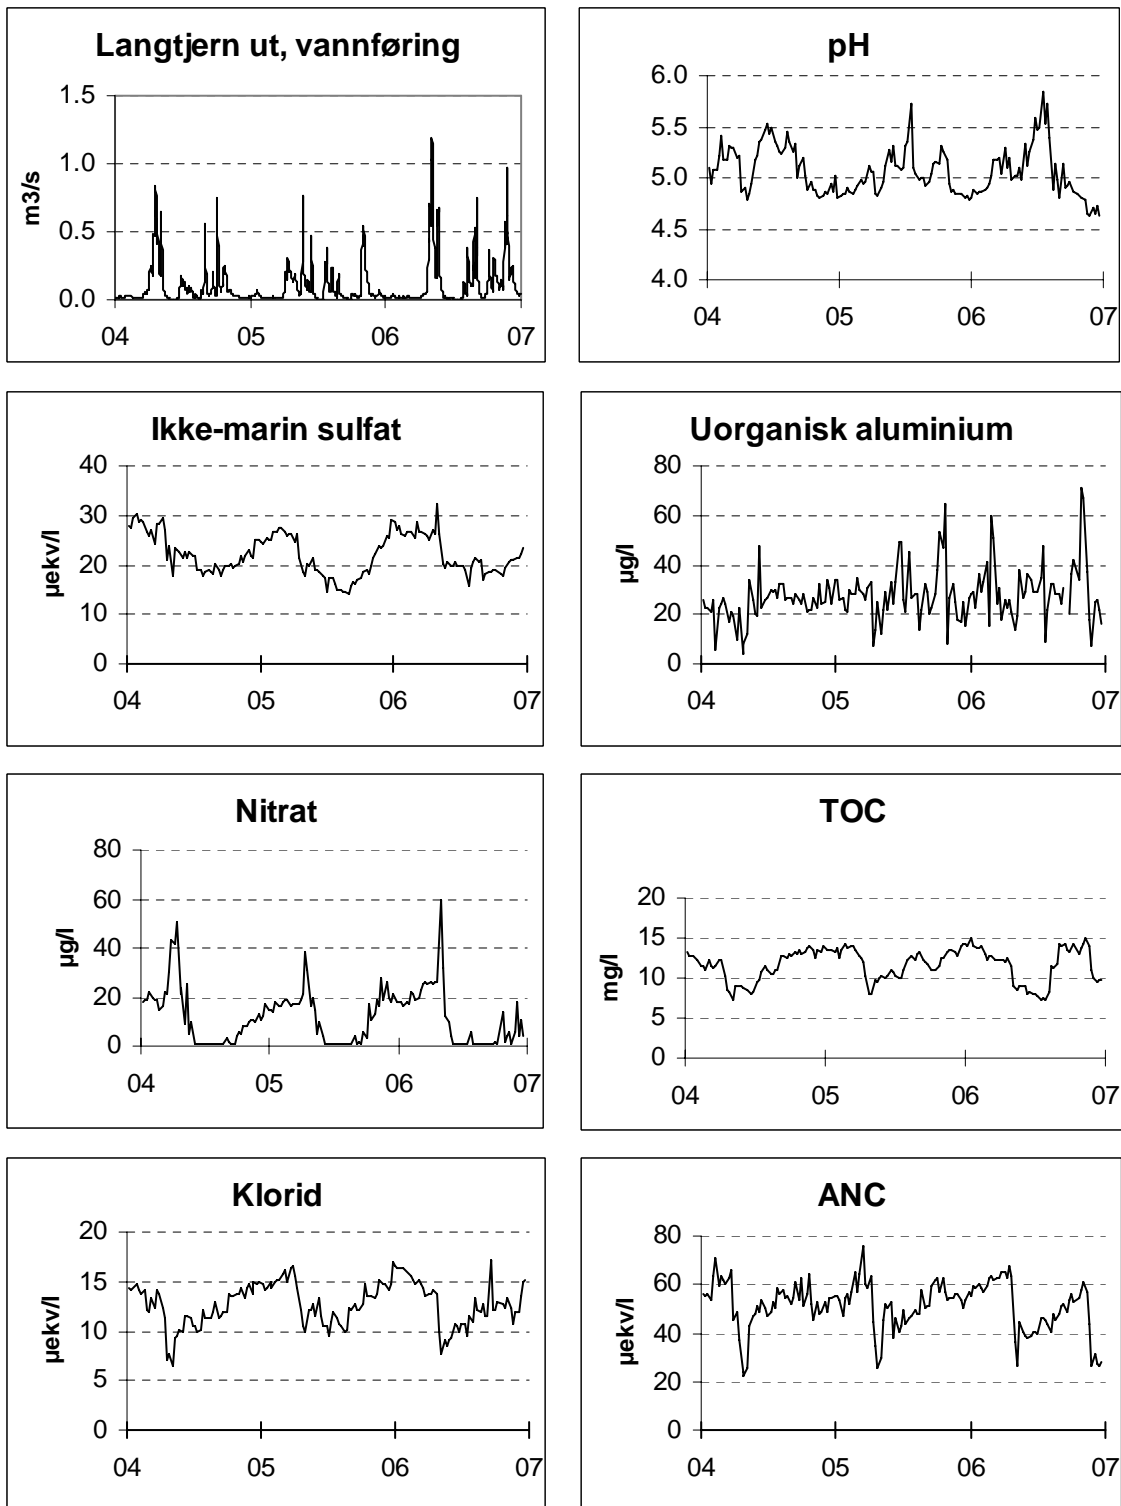 Langtjern ut, vannføring
m3/s
1.5
1.0
0.5
0.0
04 05 06 07
pH
6.0
5.5
5.0
4.5
4.0
04 05 06 07
Ikke-marin sulfat
µekv/l
40
30
20
10
0
04 05 06 07
Uorganisk aluminium
µg/l
80
60
40
20
0
04 05 06 07
Nitrat
µg/l
80
60
40
20
0
04 05 06 07
TOC
mg/l
20
15
10
5
0
04 05 06 07
Klorid
µekv/l
20
15
10
5
0
04 05 06 07
ANC
µekv/l
80
60
40
20
0
04 05 06 07